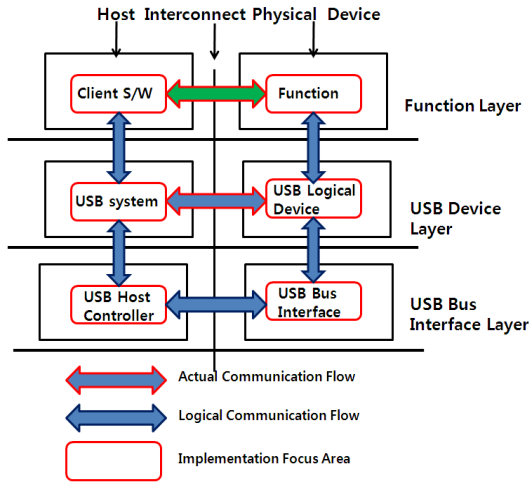 Host Interconnect Physical Device
Client S/W
Function
Function Layer
USB system
USB Logical
Device
USB Device
Layer
USB Host
Controller
USB Bus
Interface
USB Bus
Interface Layer
Actual Communication Flow
Logical Communication Flow
Implementation Focus Area